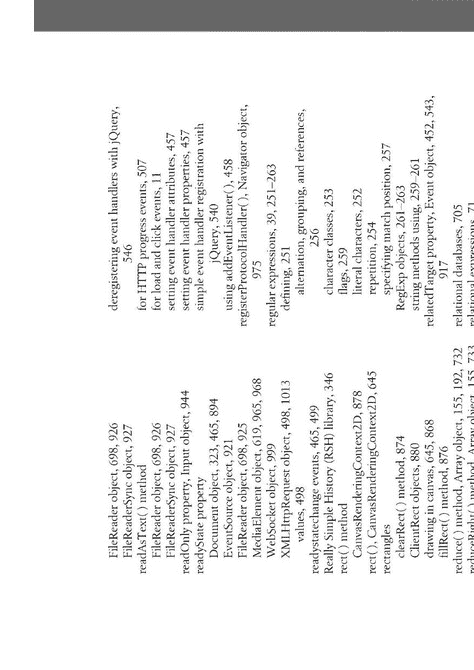 FileReader object, 698, 926
FileReaderSync object, 927
readAsText( ) method
FileReader object, 698, 926
FileReaderSync object, 927
readOnly property, Input object, 944
readyState property
Document object, 323, 465, 894
EventSource object, 921
FileReader object, 698, 925
MediaElement object, 619, 965, 968
WebSocket object, 999
XMLHttpRequest object, 498, 1013
values, 498
readystatechange events, 465, 499
Really Simple History (RSH) library, 346
rect( ) method
CanvasRenderingContext2D, 878
rect( ), CanvasRenderingContext2D, 645
rectangles
clearRect( ) method, 874
ClientRect objects, 880
drawing in canvas, 645, 868
fillRect( ) method, 876
reduce( ) method, Array object, 155, 192, 732
reduceRight( ) method, Array object, 155, 733
deregistering event handlers with jQuery,
546
for HTTP progress events, 507
for load and click events, 11
setting event handler attributes, 457
setting event handler properties, 457
simple event handler registration with
jQuery, 540
using addEventListener( ), 458
registerProtocolHandler( ), Navigator object,
975
regular expressions, 39, 251–263
defining, 251
alternation, grouping, and references,
256
character classes, 253
flags, 259
literal characters, 252
repetition, 254
specifying match position, 257
RegExp objects, 261–263
string methods using, 259–261
relatedTarget property, Event object, 452, 543,
917
relational databases, 705
relational expressions, 71